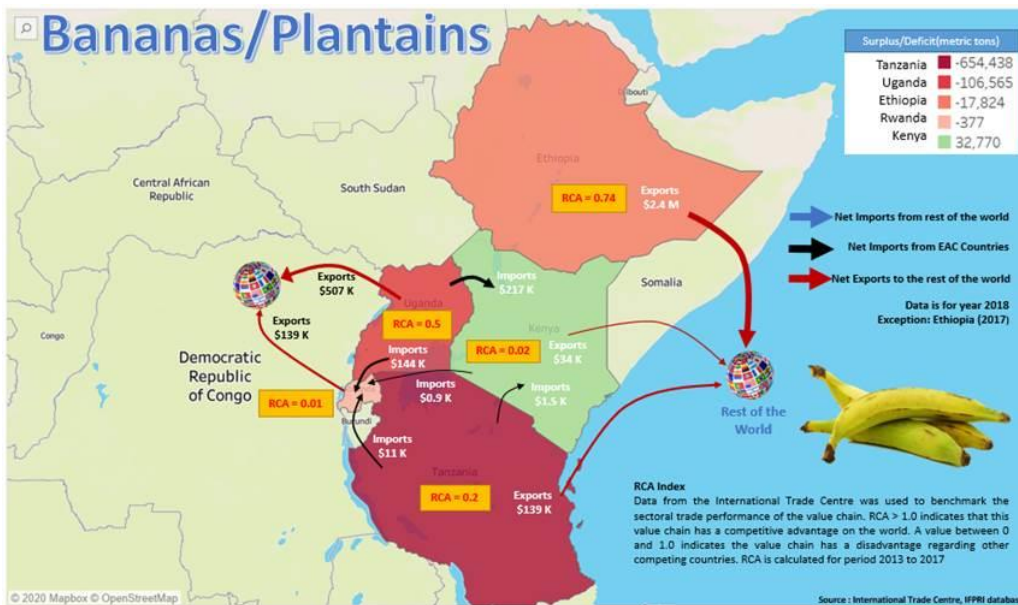 Bananas/Plantains
Surplus/Deficit(metric tons)
Tanzania -654,438
Uganda -106,565
Ethiopia -17,824
Rwanda -377
Kenya 32,770
Djibouti
Ethiopia
Central African
Republic
South Sudan
RCA = 0.74
Exports
$2.4 M
Net Imports from rest of the world
Net Imports from EAC Countries
Net Exports to the rest of the world
Data is for year 2018
Exception: Ethiopia (2017)
Somalia
Exports
$507 K
Imports
$217 K
Uganda
RCA = 0.5
Exports
$139 K
Congo
Kenya
RCA = 0.02
Exports
$34 K
Democratic
Republic
of Congo
Imports
$144 K
Imports
$0.9 K
Imports
$1.5 K
RCA = 0.01
Burundi
Rest of the
World
Imports
$11 K
Tanzania
RCA = 0.2
Exports
$139 K
RCA Index
Data from the International Trade Centre was used to benchmark the
sectoral trade performance of the value chain. RCA > 1.0 indicates that this
value chain has a competitive advantage on the world. A value between 0
and 1.0 indicates the value chain has a disadvantage regarding other
competing countries. RCA is calculated for period 2013 to 2017
© 2020 Mapbox © OpenStreetMap
Source : International Trade Centre, IFPRI databas